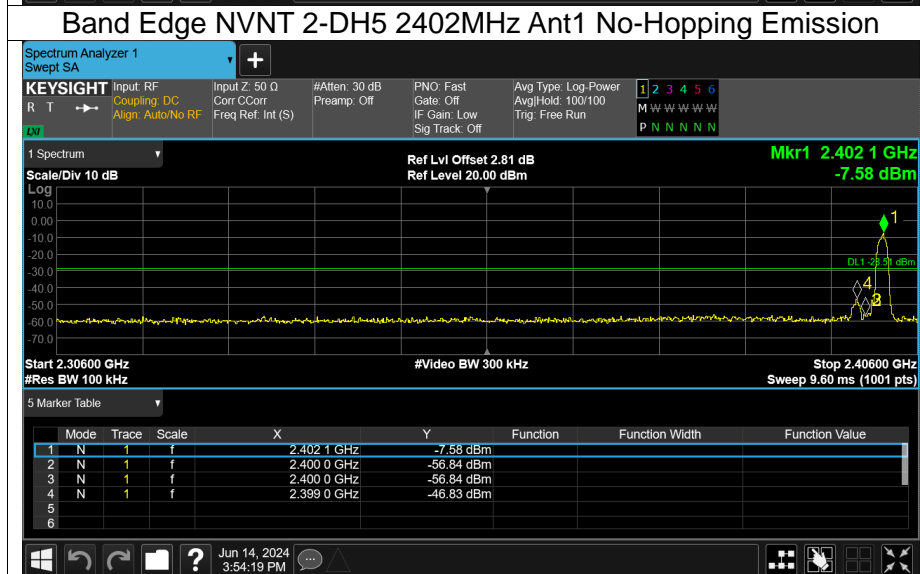 Band Edge NVNT 2-DH5 2402MHz Ant1 No-Hopping Emission
Spectrum Analyzer 1
Swept SA
+
KEYSIGHT Input: RF Input Z: 50 Ω #Atten: 30 dB PNO: Fast Avg Type: Log-Power 1 2 3 4 5 6
R T Coupling: DC Corr CCorr Preamp: Off Gate: Off Avg|Hold: 100/100 M W W W W W
Align: Auto/No RF Freq Ref: Int (S) IF Gain: Low Trig: Free Run
LXI Sig Track: Off P N N N N N
1 Spectrum Ref Lvl Offset 2.81 dB Mkr1 2.402 1 GHz
Scale/Div 10 dB Ref Level 20.00 dBm -7.58 dBm
Log
10.0
0.00 1
-10.0
-20.0
DL1 -28.51 dBm
-30.0
-40.0 4
-50.0
-60.0
-70.0
Start 2.30600 GHz #Video BW 300 kHz Stop 2.40600 GHz
#Res BW 100 kHz Sweep 9.60 ms (1001 pts)
5 Marker Table
Mode Trace Scale X Y Function Function Width Function Value
1 N 1 f 2.402 1 GHz -7.58 dBm
2 N 1 f 2.400 0 GHz -56.84 dBm
3 N 1 f 2.400 0 GHz -56.84 dBm
4 N 1 f 2.399 0 GHz -46.83 dBm
5
6
? Jun 14, 2024
3:54:19 PM